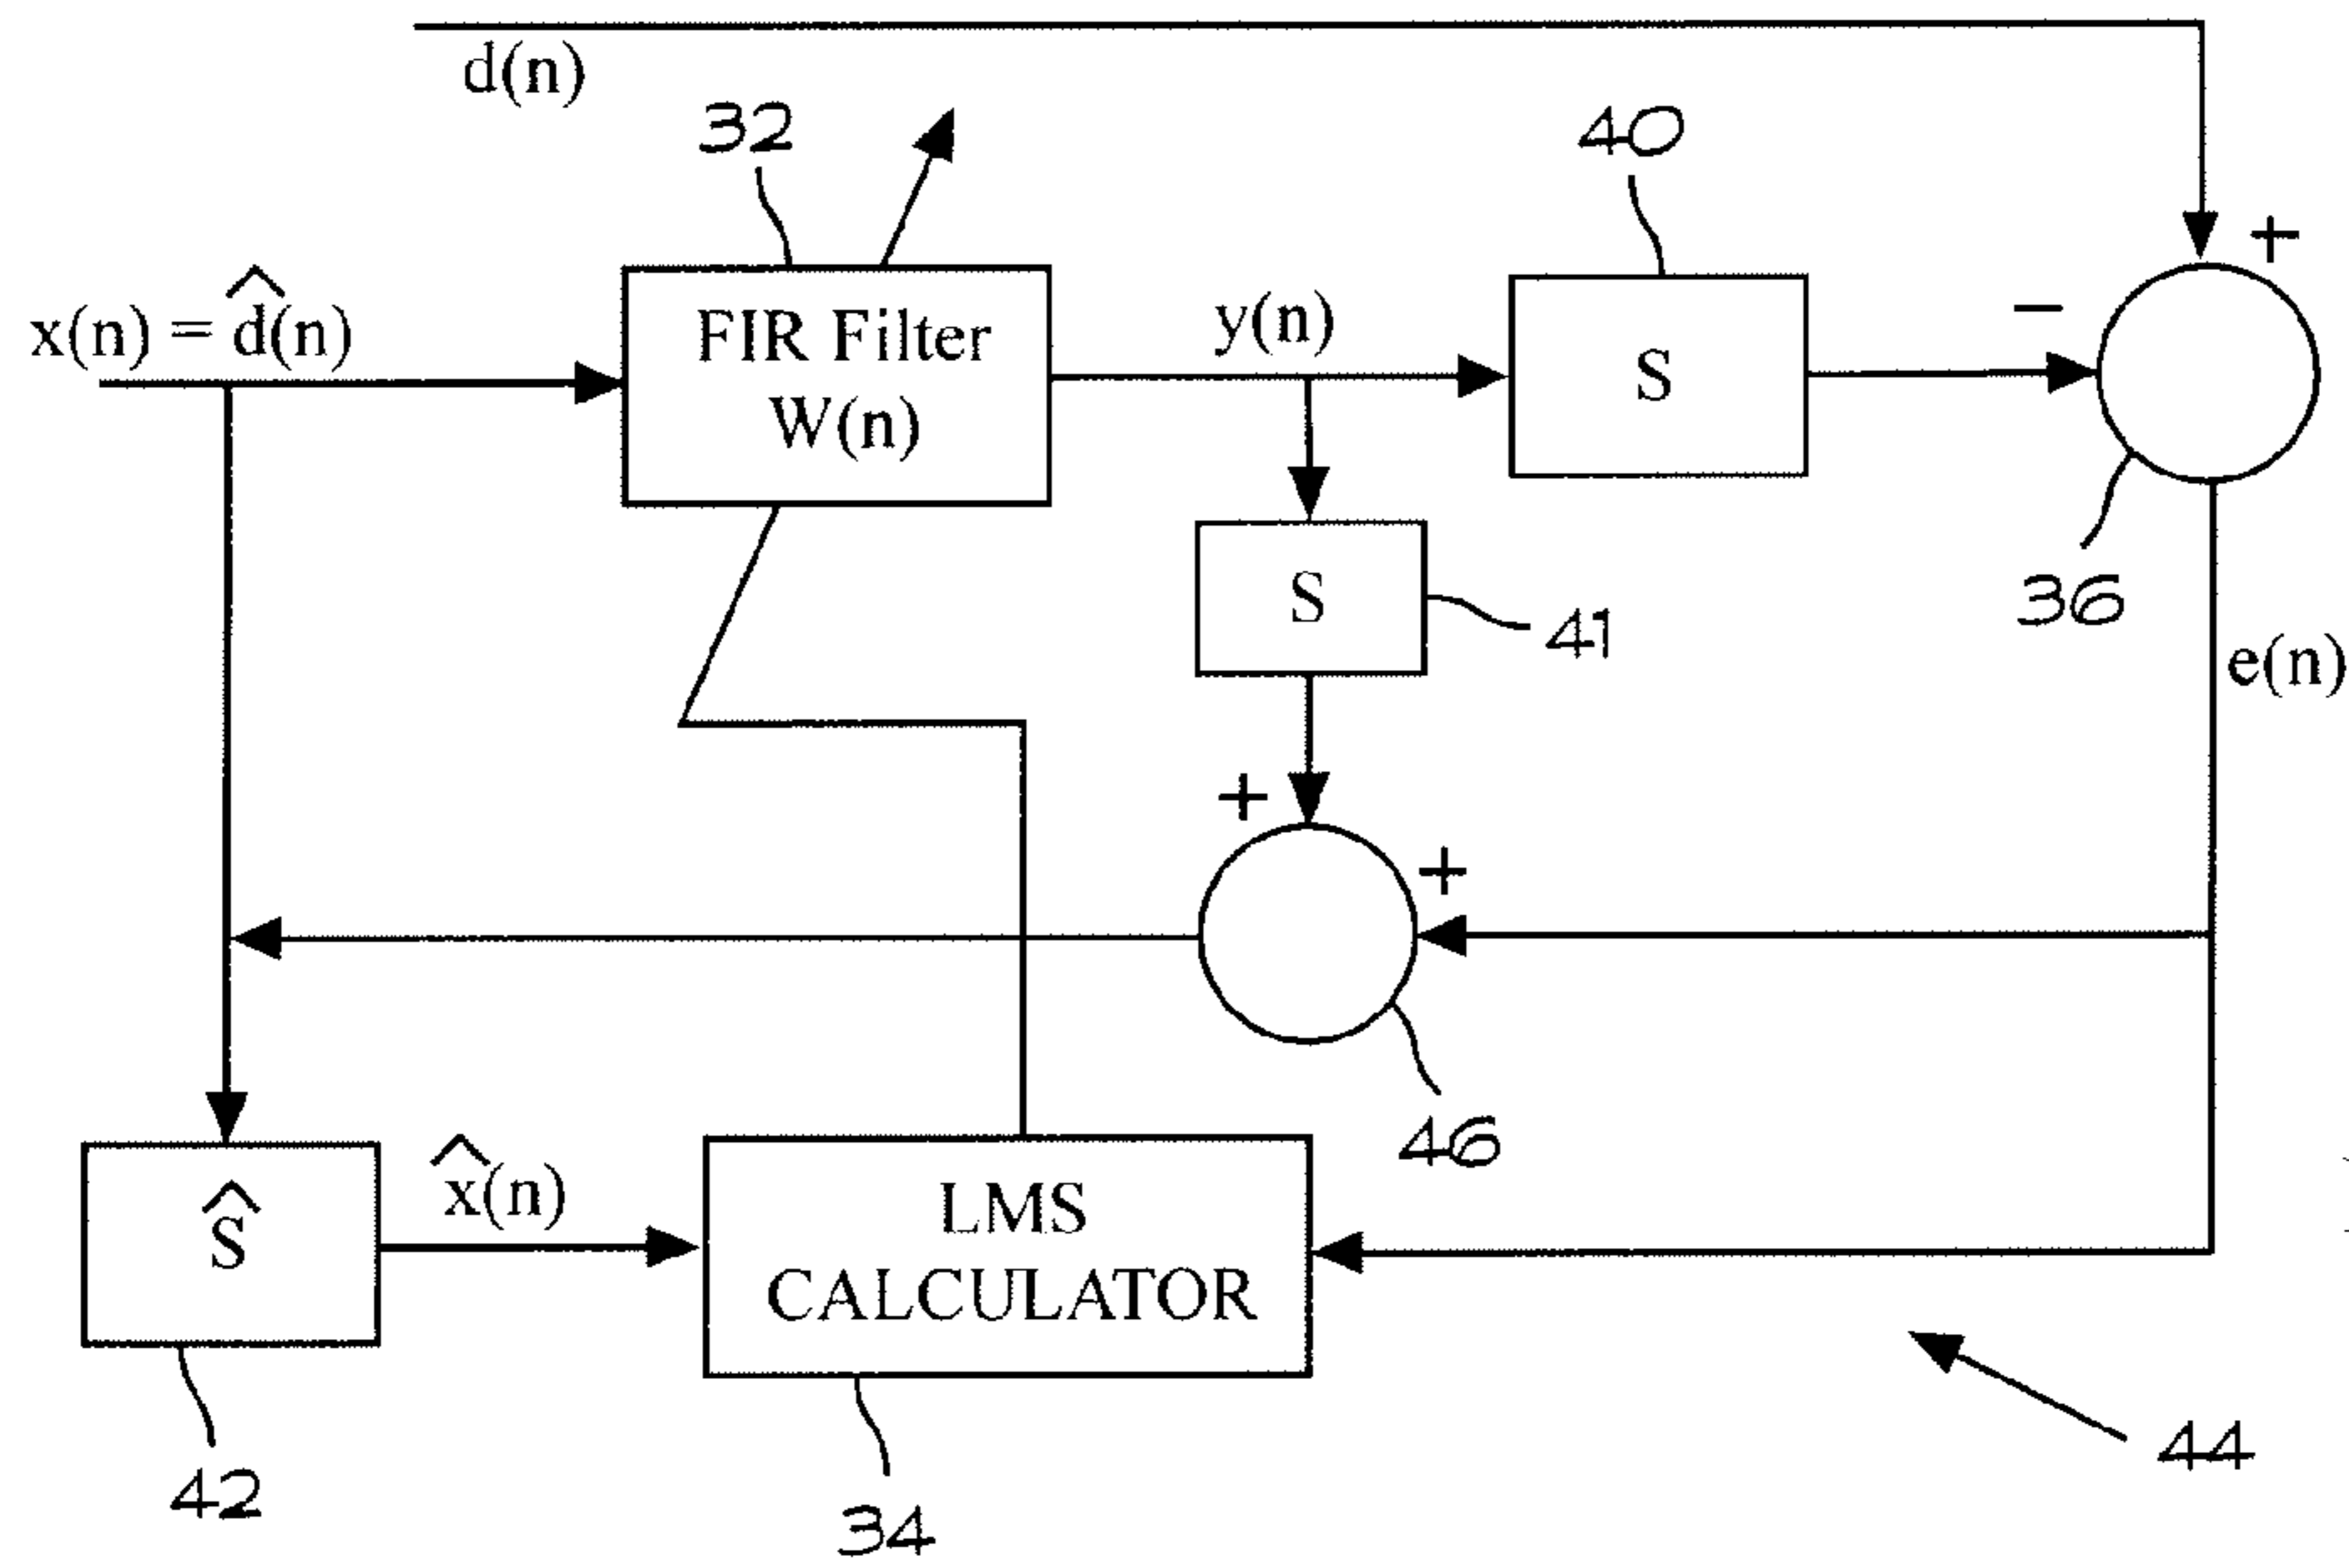 d(n)
32
40
+
x(n) = d̂(n)
FIR Filter
W(n)
y(n)
S
−
S
41
36
e(n)
+
+
46
Ŝ
x̂(n)
LMS
CALCULATOR
42
34
44